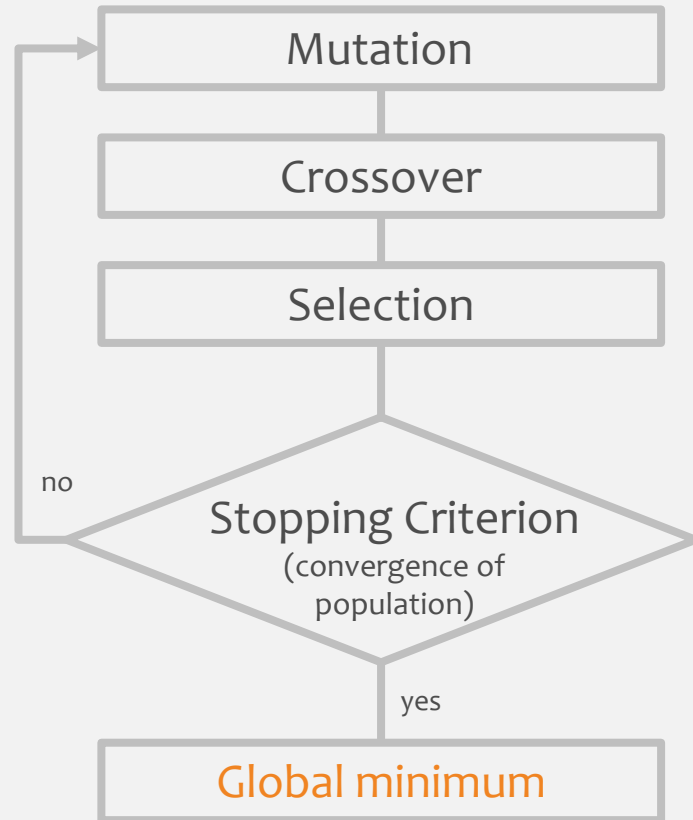 Mutation
Crossover
Selection
no
Stopping Criterion
(convergence of
population)
yes
Global minimum